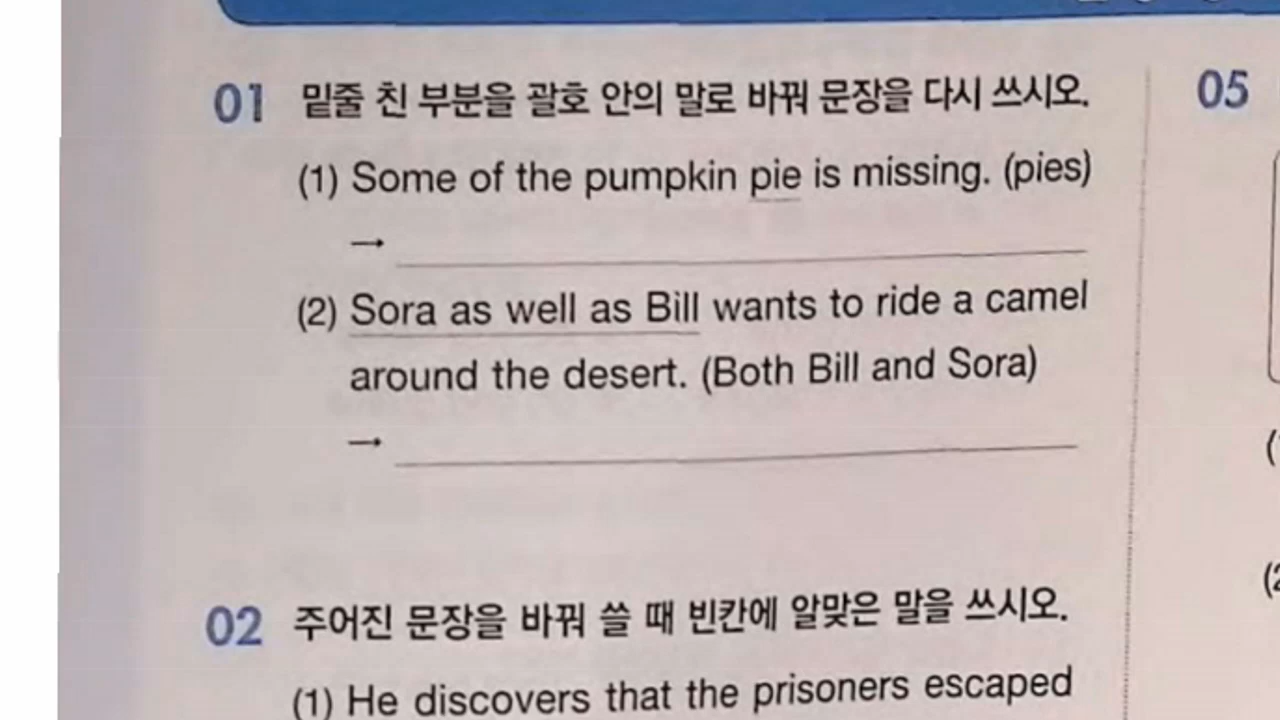 01 밑줄 친 부분을 괄호 안의 말로 바꿔 문장을 다시 쓰시오.
(1) Some of the pumpkin pie is missing. (pies)
→
(2) Sora as well as Bill wants to ride a camel
around the desert. (Both Bill and Sora)
→
02 주어진 문장을 바꿔 쓸 때 빈칸에 알맞은 말을 쓰시오.
(1) He discovers that the prisoners escaped
05